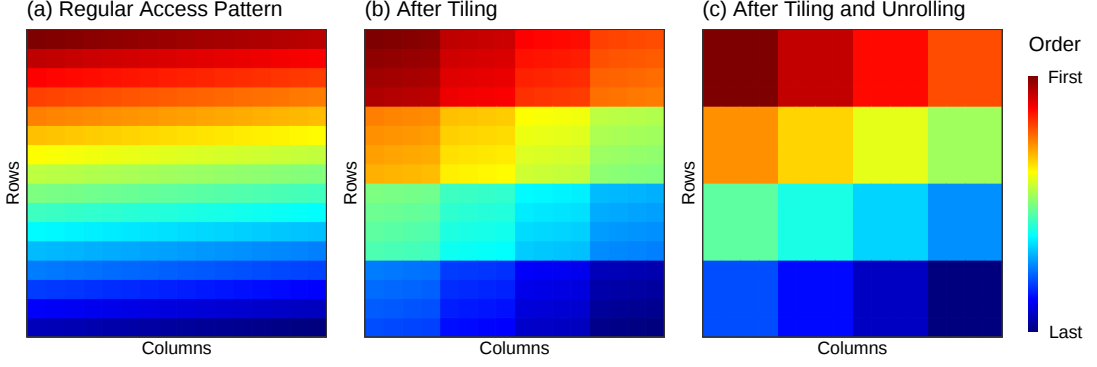 (a) Regular Access Pattern
(b) After Tiling
(c) After Tiling and Unrolling
Order
First
Last
Rows
Rows
Rows
Columns
Columns
Columns